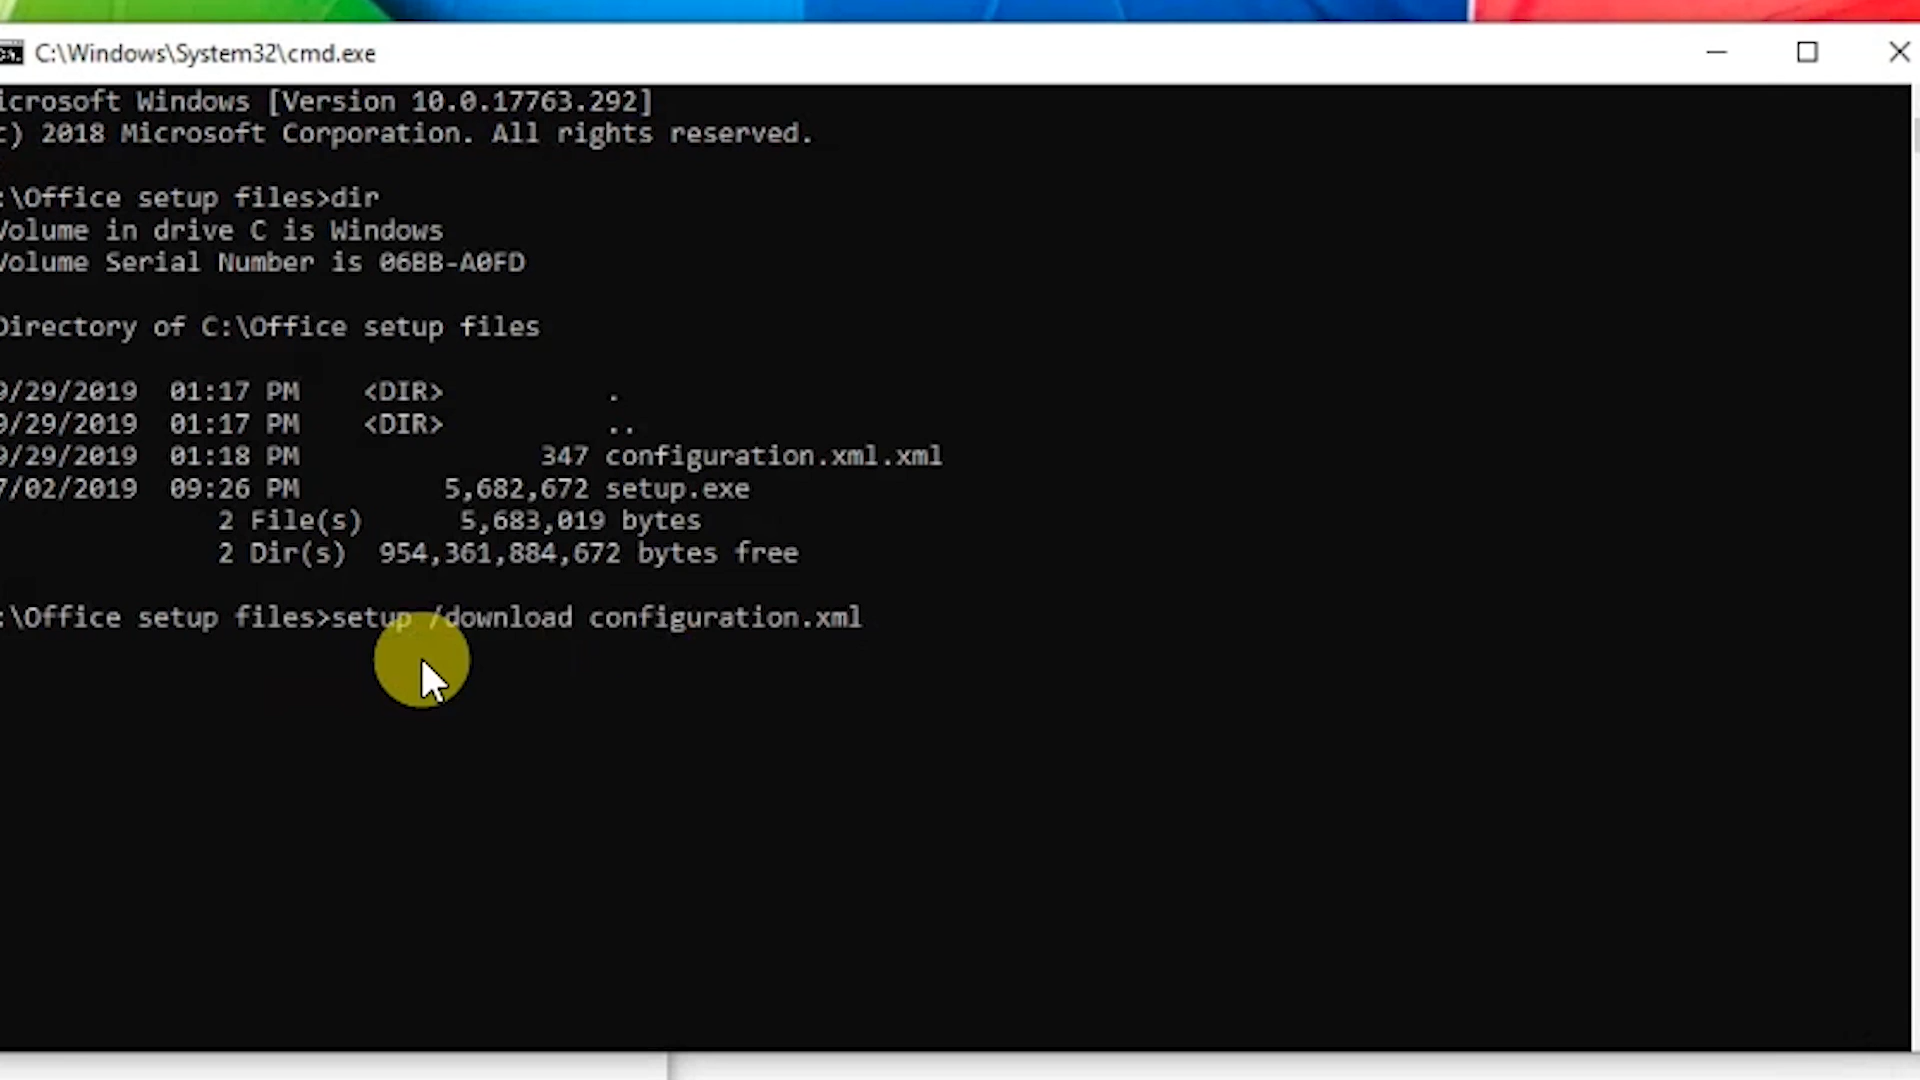 C:\Windows\System32\cmd.exe
icrosoft Windows [Version 10.0.17763.292]
c) 2018 Microsoft Corporation. All rights reserved.
:\Office setup files>dir
Volume in drive C is Windows
Volume Serial Number is 06BB-A0FD
Directory of C:\Office setup files
9/29/2019  01:17 PM    <DIR>          .
9/29/2019  01:17 PM    <DIR>          ..
9/29/2019  01:18 PM               347 configuration.xml.xml
7/02/2019  09:26 PM         5,682,672 setup.exe
2 File(s)      5,683,019 bytes
2 Dir(s)  954,361,884,672 bytes free
:\Office setup files>setup /download configuration.xml